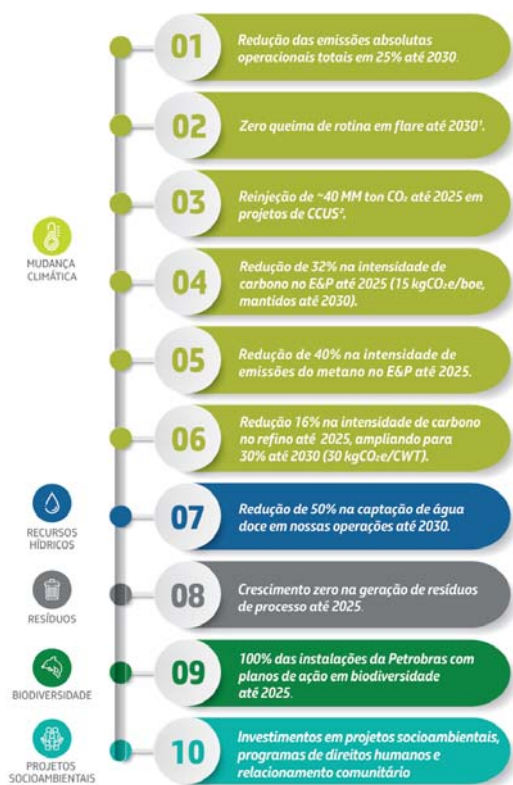 01
Redução das emissões absolutas
operacionais totais em 25% até 2030.
02
Zero queima de rotina em flare até 2030¹.
03
Reinjeção de ~40 MM ton CO₂ até 2025 em
projetos de CCUS².
MUDANÇA
CLIMÁTICA
04
Redução de 32% na intensidade de
carbono no E&P até 2025 (15 kgCO₂e/boe,
mantidos até 2030).
05
Redução de 40% na intensidade de
emissões do metano no E&P até 2025.
06
Redução 16% na intensidade de carbono
no refino até 2025, ampliando para
30% até 2030 (30 kgCO₂e/CWT).
RECURSOS
HÍDRICOS
07
Redução de 50% na captação de água
doce em nossas operações até 2030.
RESÍDUOS
08
Crescimento zero na geração de resíduos
de processo até 2025.
BIODIVERSIDADE
09
100% das instalações da Petrobras com
planos de ação em biodiversidade
até 2025.
PROJETOS
SOCIOAMBIENTAIS
10
Investimentos em projetos socioambientais,
programas de direitos humanos e
relacionamento comunitário